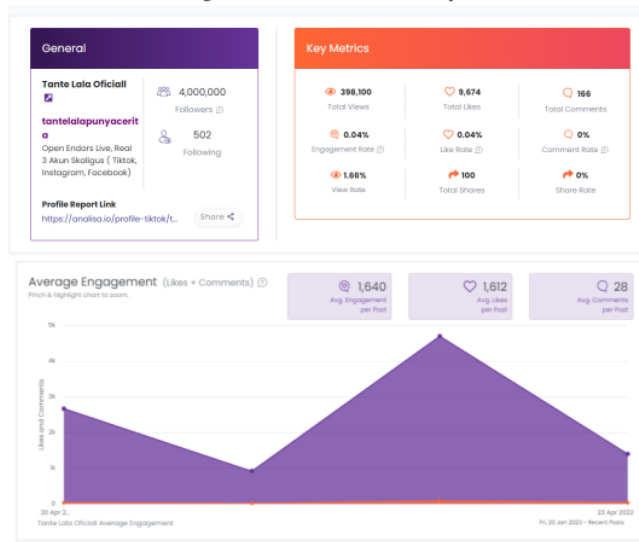 General
Tante Lala Oficiall
tantelalapunyacerit
a
Open Endors Live, Real
3 Akun Skaligus ( Tiktok,
Instagram, Facebook)
4,000,000
Followers
502
Following
Profile Report Link
https://analisa.io/profile-tiktok/t...
Share
Key Metrics
398,100
Total Views
9,674
Total Likes
166
Total Comments
0.04%
Engagement Rate
0.04%
Like Rate
0%
Comment Rate
1.66%
View Rate
100
Total Shares
0%
Share Rate
Average Engagement (Likes + Comments)
Pinch & highlight chart to zoom.
1,640
Avg. Engagement
per Post
1,612
Avg. Likes
per Post
28
Avg. Comments
per Post
Likes and Comments
5k
4k
3k
2k
1k
0
20 Apr 2...
23 Apr 2022
Tante Lala Oficiall Average Engagement
Fri, 20 Jan 2023 - Recent Posts